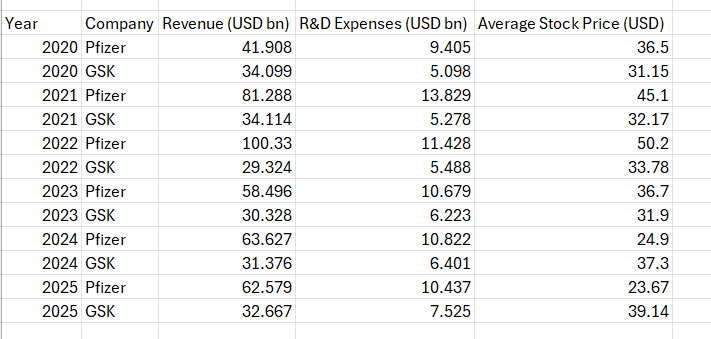 Year Company Revenue (USD bn) R&D Expenses (USD bn) Average Stock Price (USD)
2020 Pfizer 41.908 9.405 36.5
2020 GSK 34.099 5.098 31.15
2021 Pfizer 81.288 13.829 45.1
2021 GSK 34.114 5.278 32.17
2022 Pfizer 100.33 11.428 50.2
2022 GSK 29.324 5.488 33.78
2023 Pfizer 58.496 10.679 36.7
2023 GSK 30.328 6.223 31.9
2024 Pfizer 63.627 10.822 24.9
2024 GSK 31.376 6.401 37.3
2025 Pfizer 62.579 10.437 23.67
2025 GSK 32.667 7.525 39.14